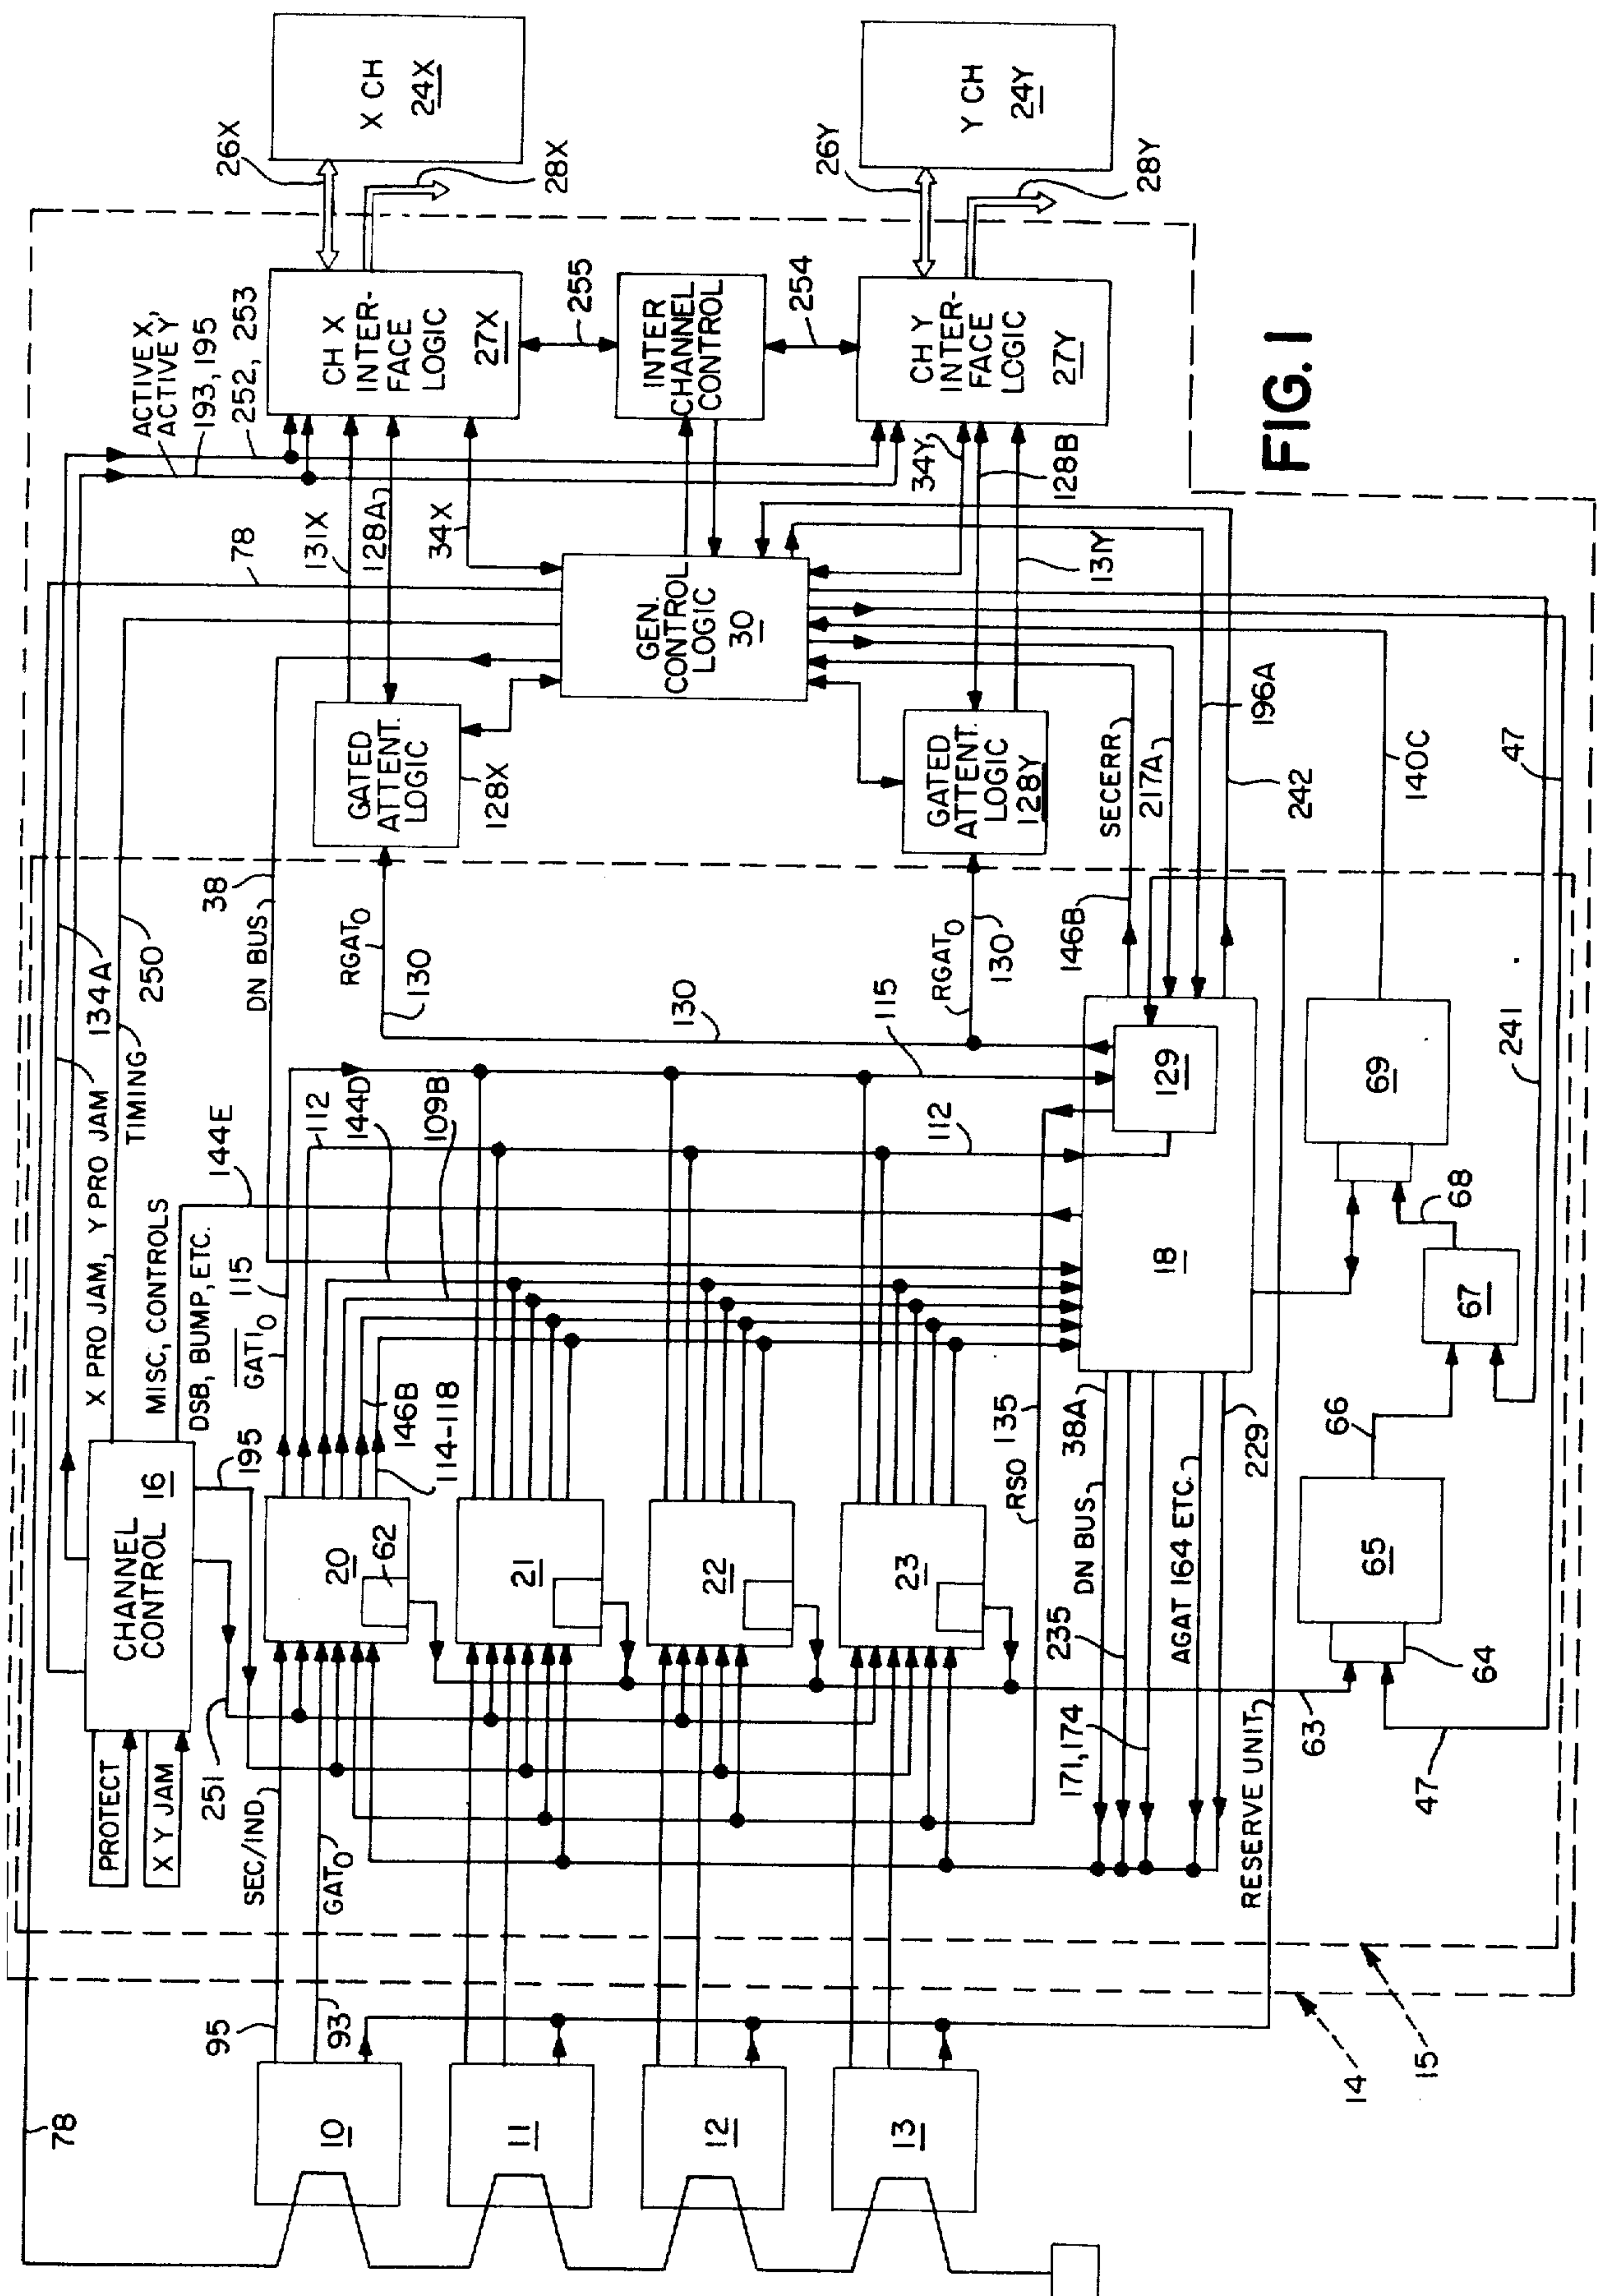 78
PROTECT
X Y JAM
CHANNEL
CONTROL 16
X PRO JAM, Y PRO JAM 134A
TIMING
250
MISC, CONTROLS
DSB, BUMP, ETC.
144E
195
251
SEC/IND
GAT0
95
93
10
11
12
13
20
62
21
22
23
GAT10
115
112
144D
109B
146B
114-118
DN BUS
38
RGAT0
130
130
RGAT0
130
115
112
129
18
RSO
135
DN BUS
38A
235
171, 174
AGAT 164 ETC.
229
RESERVE UNIT
63
47
64
65
66
67
68
69
241
47
140C
242
196A
217A
SECERR
146B
GATED
ATTENT.
LOGIC
128X
GATED
ATTENT.
LOGIC
128Y
GEN.
CONTROL
LOGIC
30
78
131X
128A
34X
34Y
128B
131Y
ACTIVE X,
ACTIVE Y
193, 195
252, 253
CH X
INTER-
FACE
LOGIC
27X
255
INTER
CHANNEL
CONTROL
254
CH Y
INTER-
FACE
LOGIC
27Y
26X
28X
X CH
24X
26Y
28Y
Y CH
24Y
14
15
FIG. 1